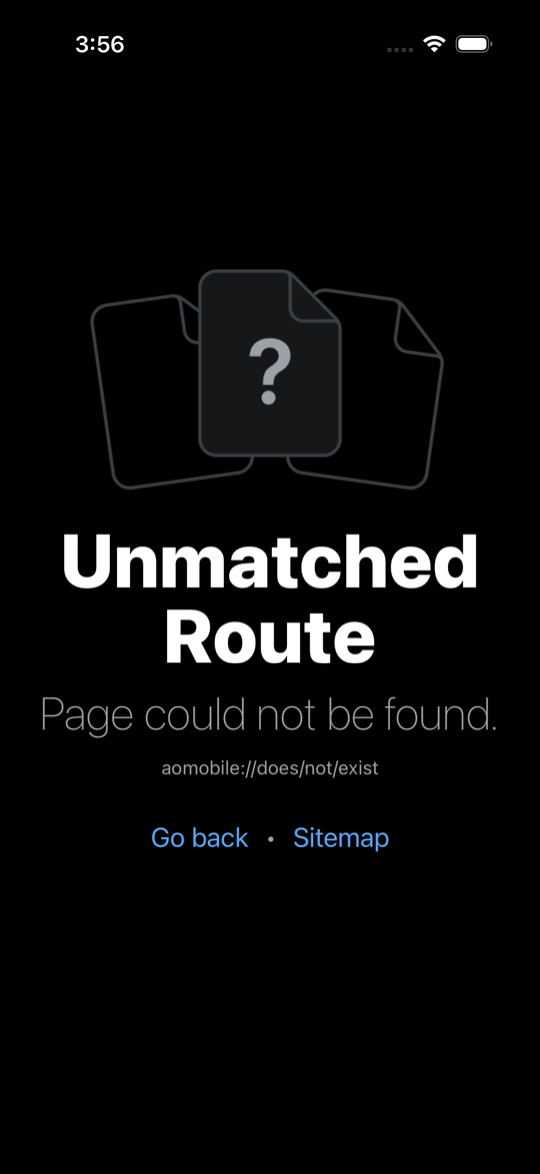 3:56
?
Unmatched
Route
Page could not be found.
aomobile://does/not/exist
Go back • Sitemap